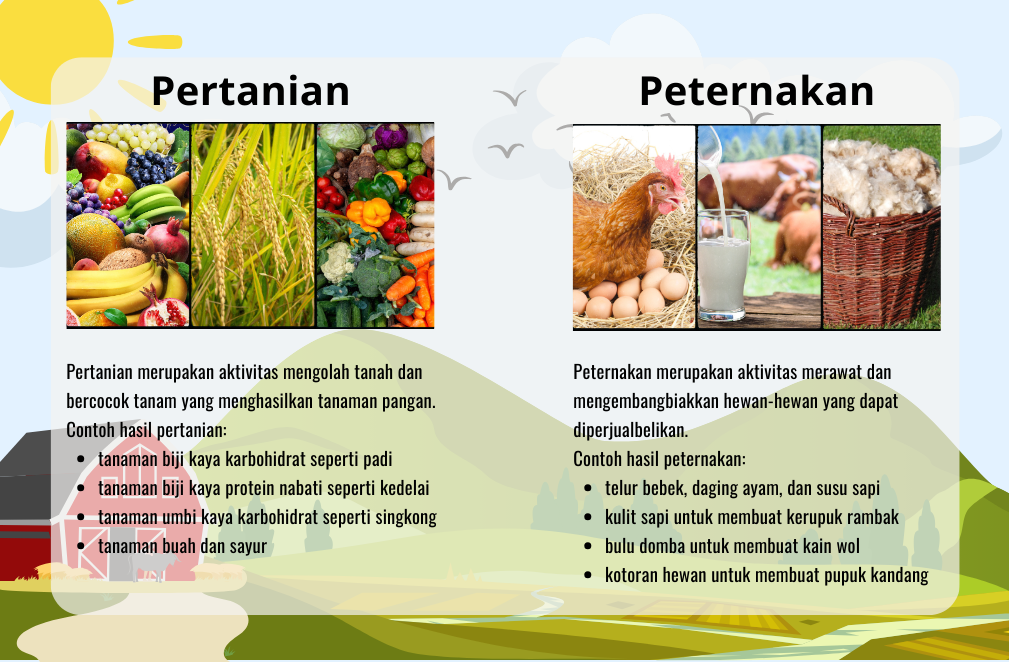 Pertanian
Pertanian merupakan aktivitas mengolah tanah dan
bercocok tanam yang menghasilkan tanaman pangan.
Contoh hasil pertanian:
• tanaman biji kaya karbohidrat seperti padi
• tanaman biji kaya protein nabati seperti kedelai
• tanaman umbi kaya karbohidrat seperti singkong
• tanaman buah dan sayur
Peternakan
Peternakan merupakan aktivitas merawat dan
mengembangbiakkan hewan-hewan yang dapat
diperjualbelikan.
Contoh hasil peternakan:
• telur bebek, daging ayam, dan susu sapi
• kulit sapi untuk membuat kerupuk rambak
• bulu domba untuk membuat kain wol
• kotoran hewan untuk membuat pupuk kandang